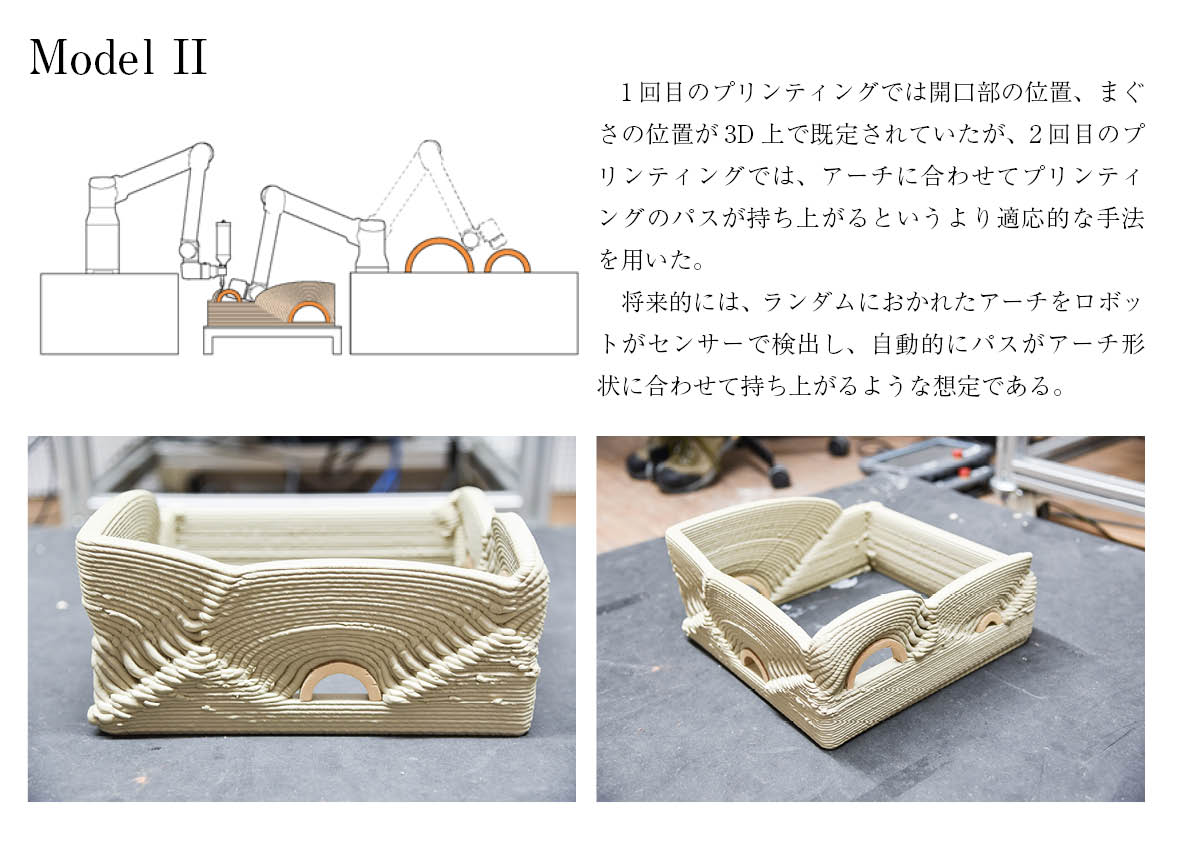 Model II
1回目のプリンティングでは開口部の位置、まぐ
さの位置が3D上で既定されていたが、2回目のプ
リンティングでは、アーチに合わせてプリンティ
ングのパスが持ち上がるというより適応的な手法
を用いた。
将来的には、ランダムにおかれたアーチをロボッ
トがセンサーで検出し、自動的にパスがアーチ形
状に合わせて持ち上がるような想定である。